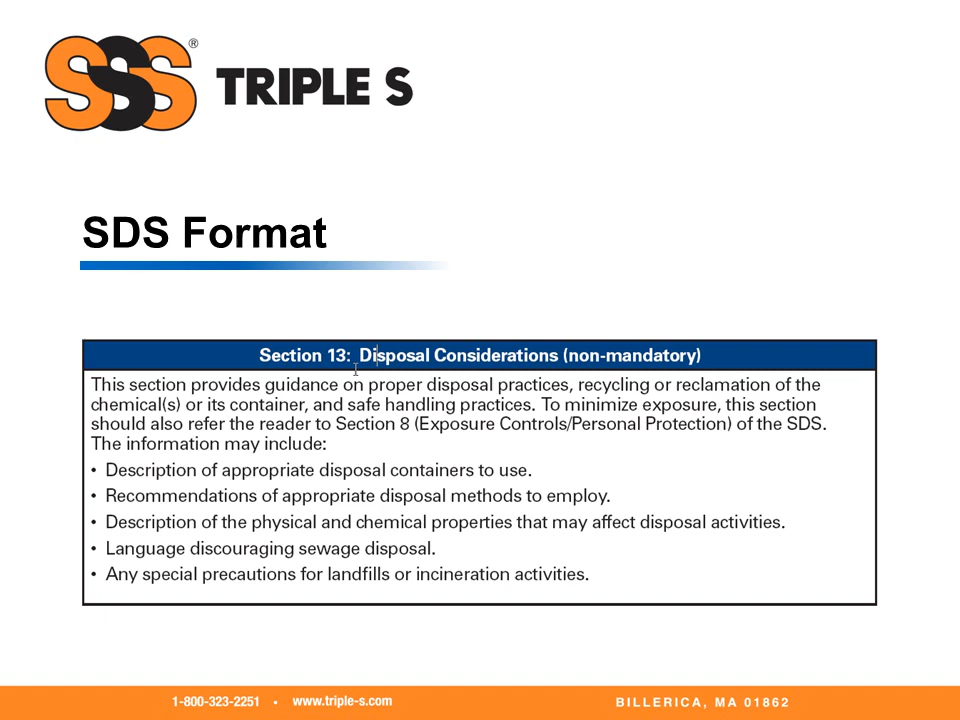 SSS® TRIPLE S
SDS Format
Section 13: Disposal Considerations (non-mandatory)
This section provides guidance on proper disposal practices, recycling or reclamation of the
chemical(s) or its container, and safe handling practices. To minimize exposure, this section
should also refer the reader to Section 8 (Exposure Controls/Personal Protection) of the SDS.
The information may include:
• Description of appropriate disposal containers to use.
• Recommendations of appropriate disposal methods to employ.
• Description of the physical and chemical properties that may affect disposal activities.
• Language discouraging sewage disposal.
• Any special precautions for landfills or incineration activities.
1-800-323-2251 • www.triple-s.com BILLERICA, MA 01862